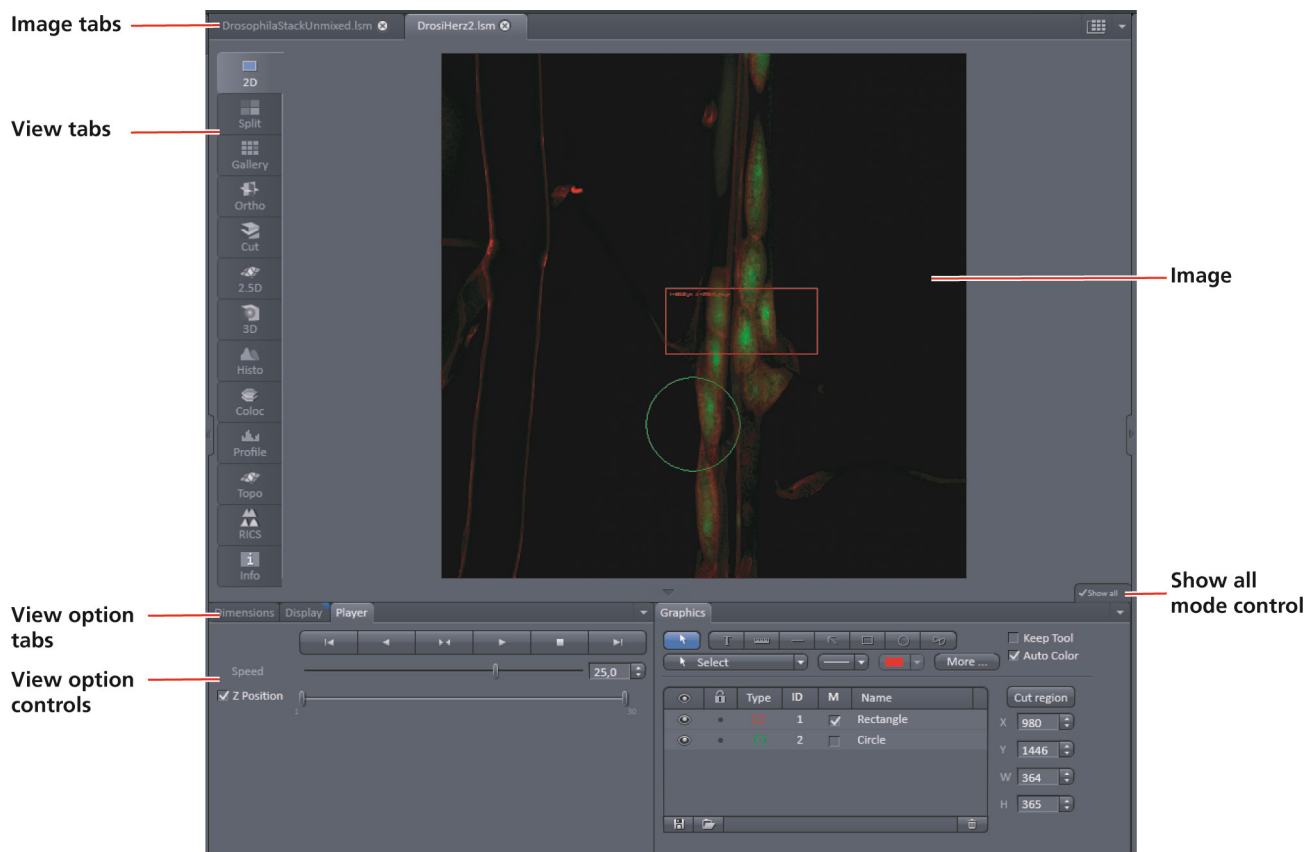 Image tabs
DrosophilaStackUnmixed.lsm
DrosiHerz2.lsm
2D
View tabs
Split
Gallery
Ortho
Cut
2.5D
Image
3D
Histo
Coloc
Profile
Topo
RICS
i
Info
Show all
mode control
Show all
View option
tabs
Dimensions Display Player
Graphics
T
Keep Tool
Select
More ...
Auto Color
View option
controls
Speed 25,0
Z Position
1 30
Type ID M Name
Cut region
1 Rectangle
X 980
2 Circle
Y 1446
W 364
H 365